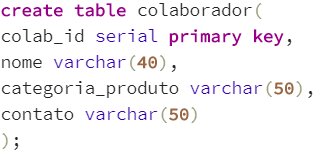 create table colaborador(
colab_id serial primary key,
nome varchar(40),
categoria_produto varchar(50),
contato varchar(50)
);